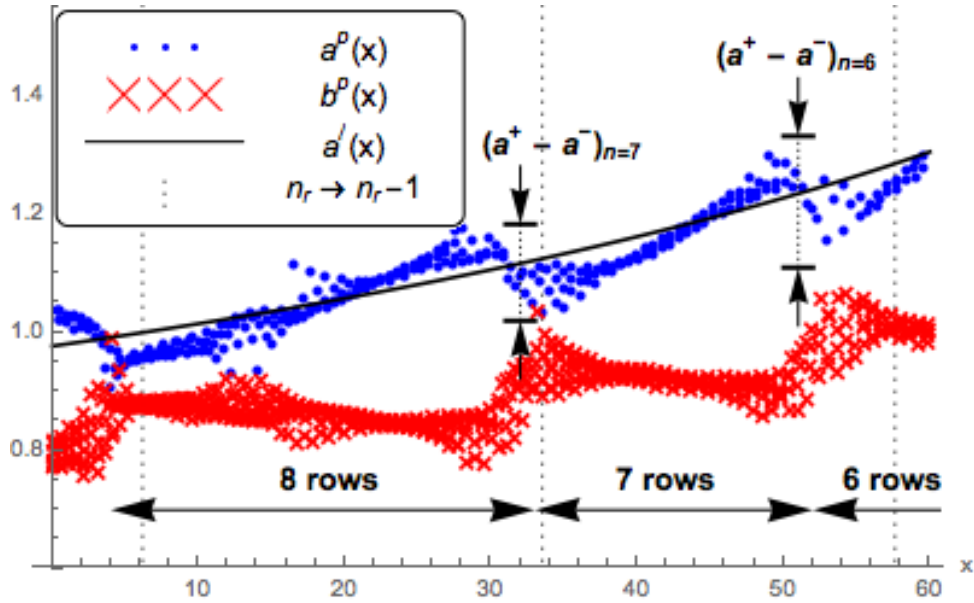 a^p(x)
b^p(x)
a^l(x)
n_r → n_r − 1
(a^+ − a^−)_{n=7}
(a^+ − a^−)_{n=6}
1.4
1.2
1.0
0.8
8 rows
7 rows
6 rows
10 20 30 40 50 60 x